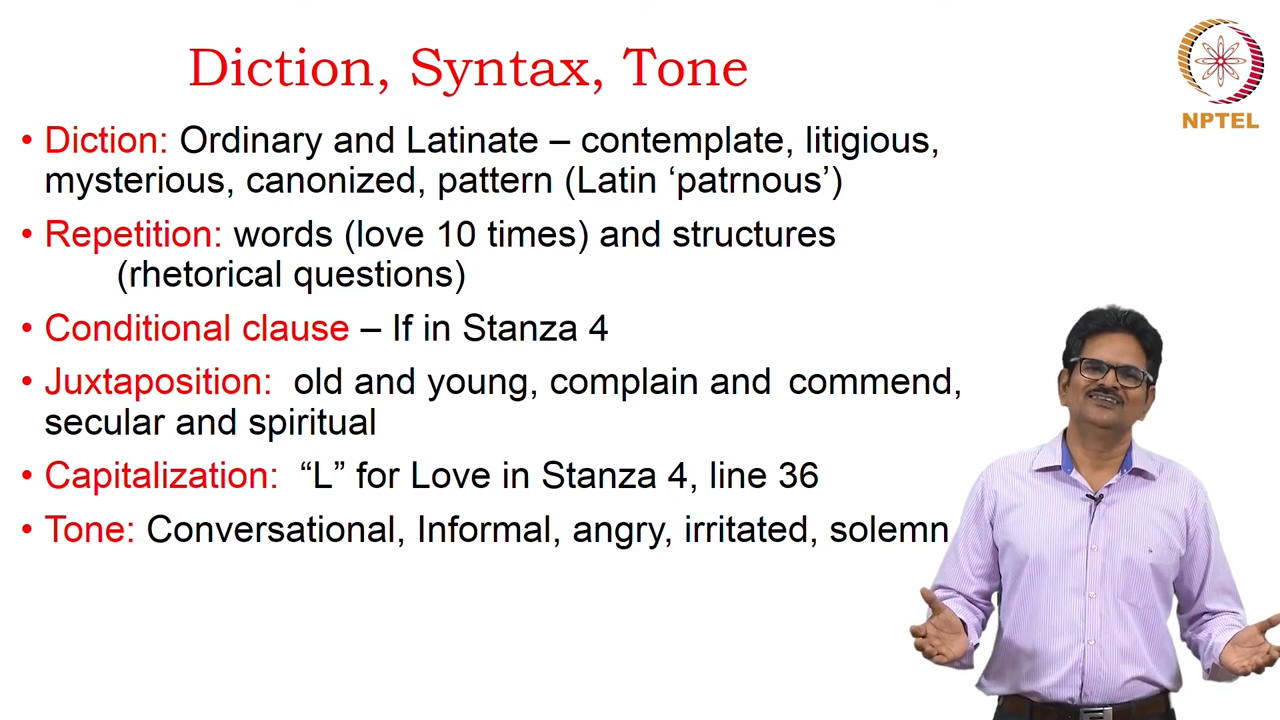 Diction, Syntax, Tone
NPTEL
• Diction: Ordinary and Latinate – contemplate, litigious,
mysterious, canonized, pattern (Latin ‘patrnous’)
• Repetition: words (love 10 times) and structures
(rhetorical questions)
• Conditional clause – If in Stanza 4
• Juxtaposition: old and young, complain and commend,
secular and spiritual
• Capitalization: “L” for Love in Stanza 4, line 36
• Tone: Conversational, Informal, angry, irritated, solemn